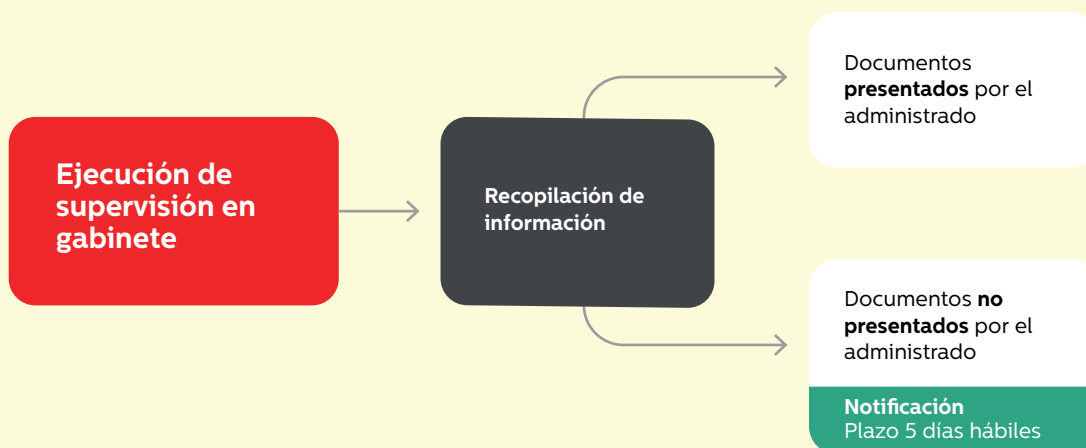 Ejecución de
supervisión en
gabinete
Recopilación de
información
Documentos
presentados por el
administrado
Documentos no
presentados por el
administrado
Notificación
Plazo 5 días hábiles